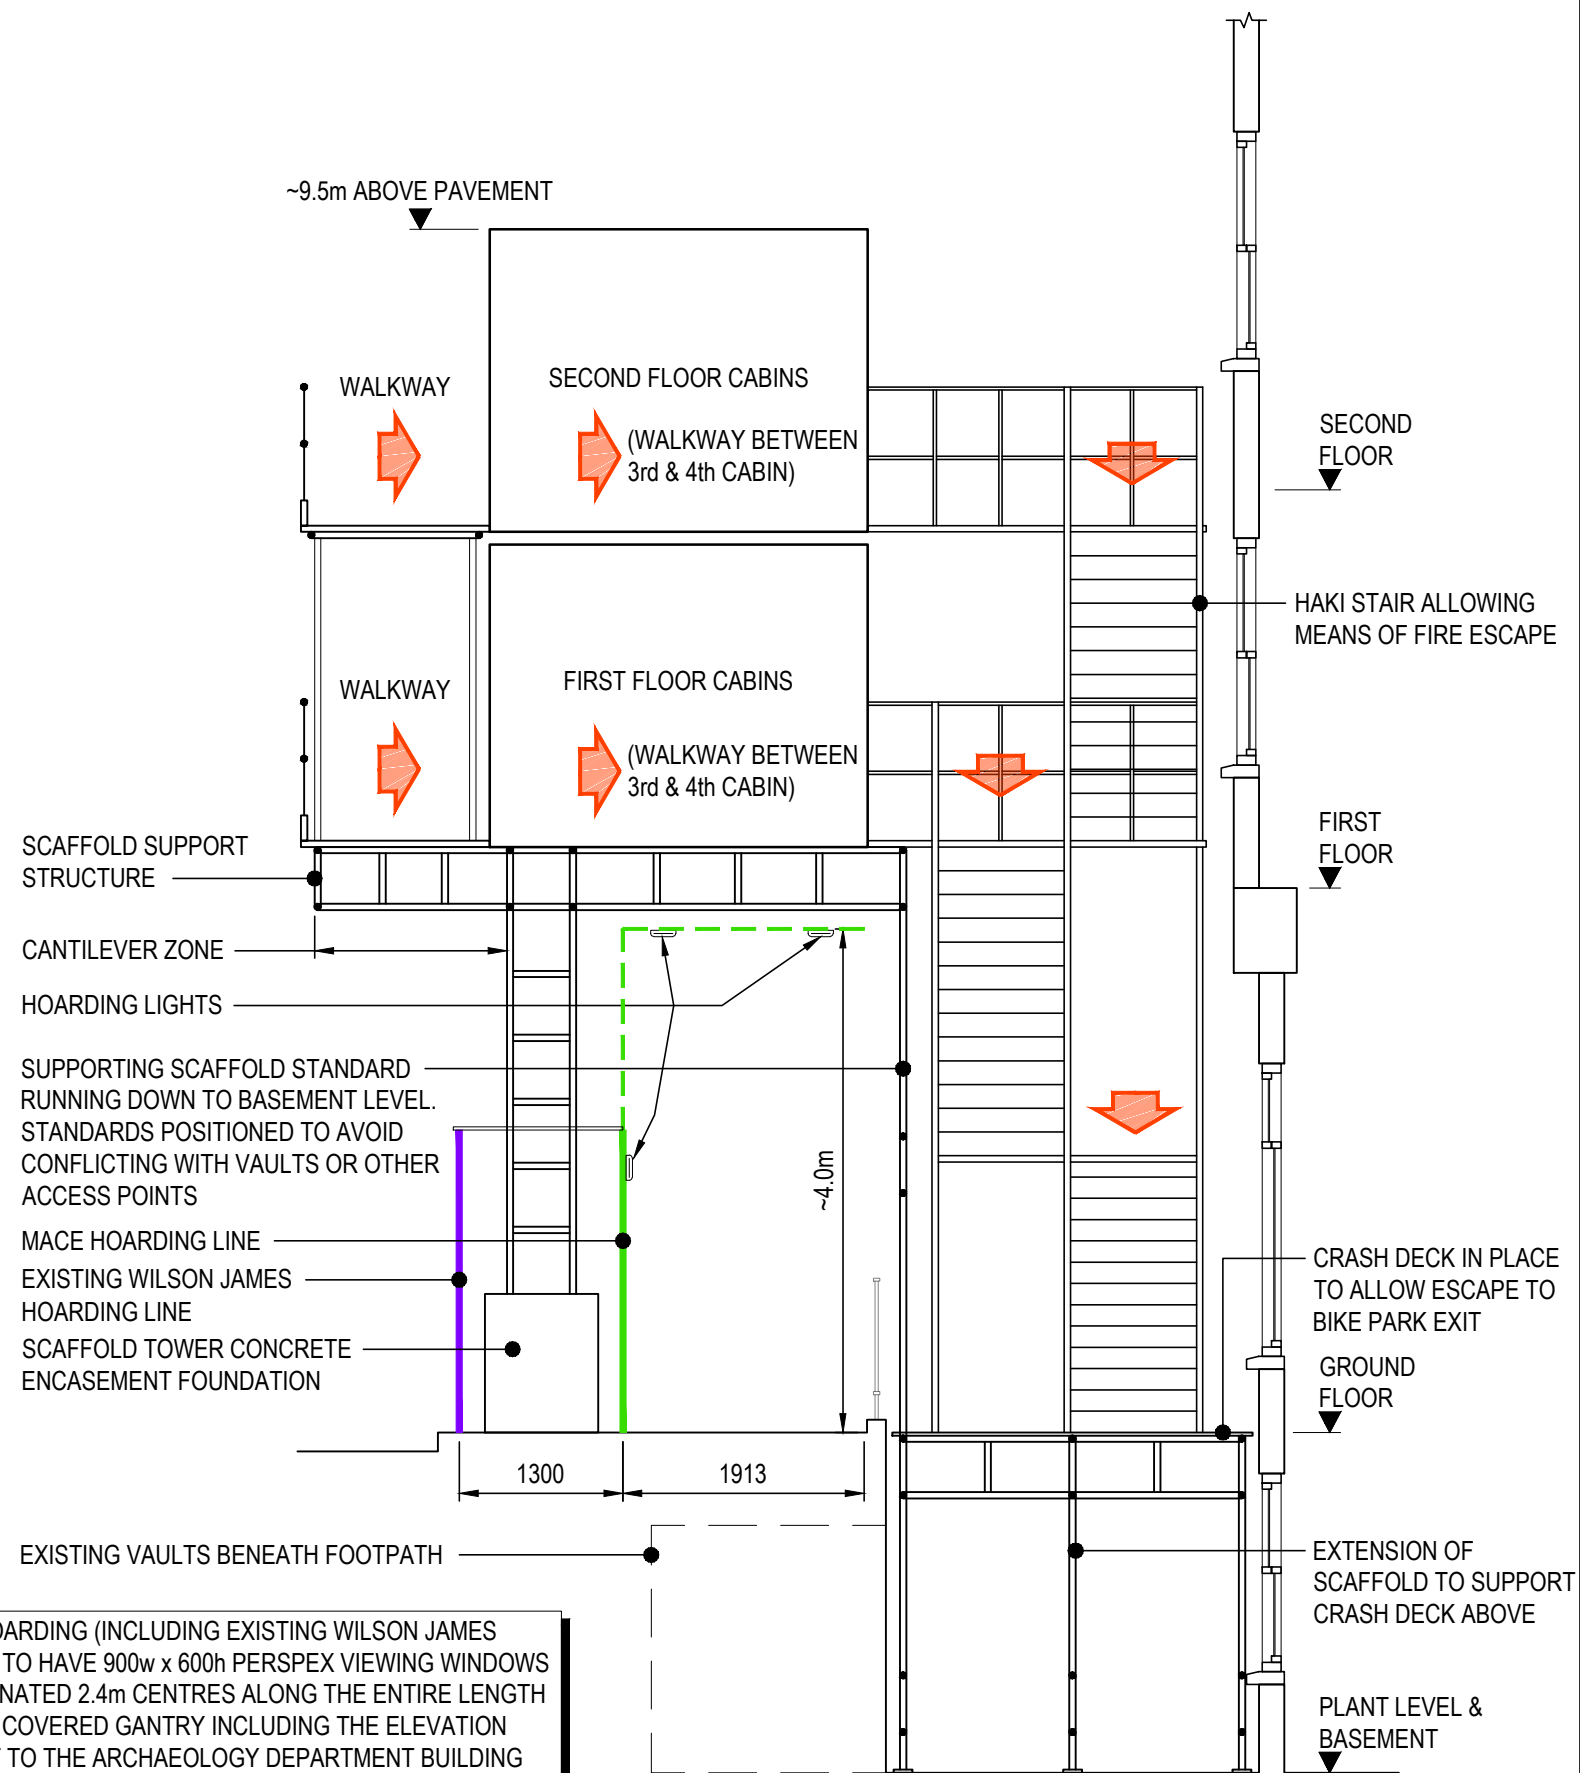 ~9.5m ABOVE PAVEMENT
WALKWAY
SECOND FLOOR CABINS
(WALKWAY BETWEEN
3rd & 4th CABIN)
SECOND
FLOOR
HAKI STAIR ALLOWING
MEANS OF FIRE ESCAPE
WALKWAY
FIRST FLOOR CABINS
(WALKWAY BETWEEN
3rd & 4th CABIN)
FIRST
FLOOR
SCAFFOLD SUPPORT
STRUCTURE
CANTILEVER ZONE
HOARDING LIGHTS
SUPPORTING SCAFFOLD STANDARD
RUNNING DOWN TO BASEMENT LEVEL.
STANDARDS POSITIONED TO AVOID
CONFLICTING WITH VAULTS OR OTHER
ACCESS POINTS
~4.0m
MACE HOARDING LINE
EXISTING WILSON JAMES
HOARDING LINE
SCAFFOLD TOWER CONCRETE
ENCASEMENT FOUNDATION
CRASH DECK IN PLACE
TO ALLOW ESCAPE TO
BIKE PARK EXIT
GROUND
FLOOR
1300
1913
EXISTING VAULTS BENEATH FOOTPATH
EXTENSION OF
SCAFFOLD TO SUPPORT
CRASH DECK ABOVE
OARDING (INCLUDING EXISTING WILSON JAMES
TO HAVE 900w x 600h PERSPEX VIEWING WINDOWS
NATED 2.4m CENTRES ALONG THE ENTIRE LENGTH
COVERED GANTRY INCLUDING THE ELEVATION
TO THE ARCHAEOLOGY DEPARTMENT BUILDING
PLANT LEVEL &
BASEMENT